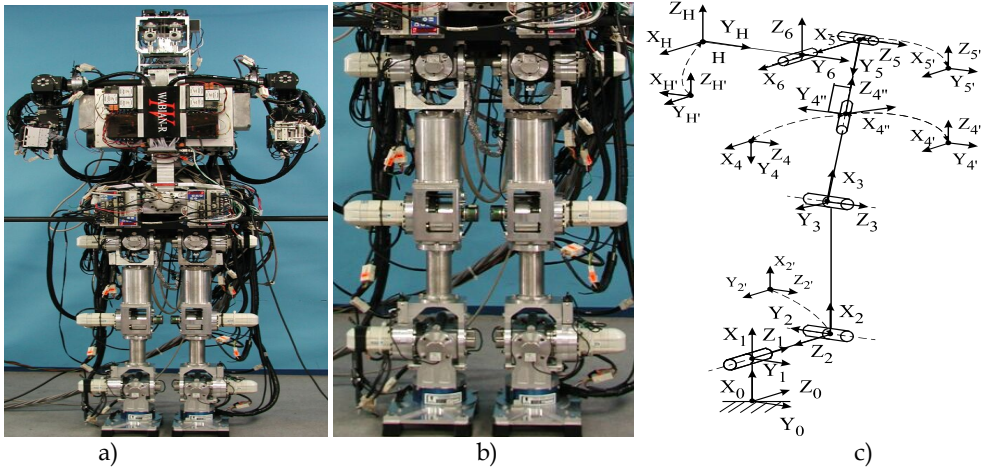 WABIAN-R
IV
Z_H
Y_H
X_H
H
X_H'
Z_H'
Y_H'
Z_6
X_6
Y_6
X_5
Z_5
Y_5
X_5'
Z_5'
Y_5'
Z_4"
Y_4"
X_4"
X_4'
Z_4'
Y_4'
X_4
Z_4
Y_4
X_3
Y_3
Z_3
X_2'
Y_2'
Z_2'
X_2
Y_2
Z_2
X_1
Z_1
Y_1
X_0
Z_0
Y_0
a)
b)
c)